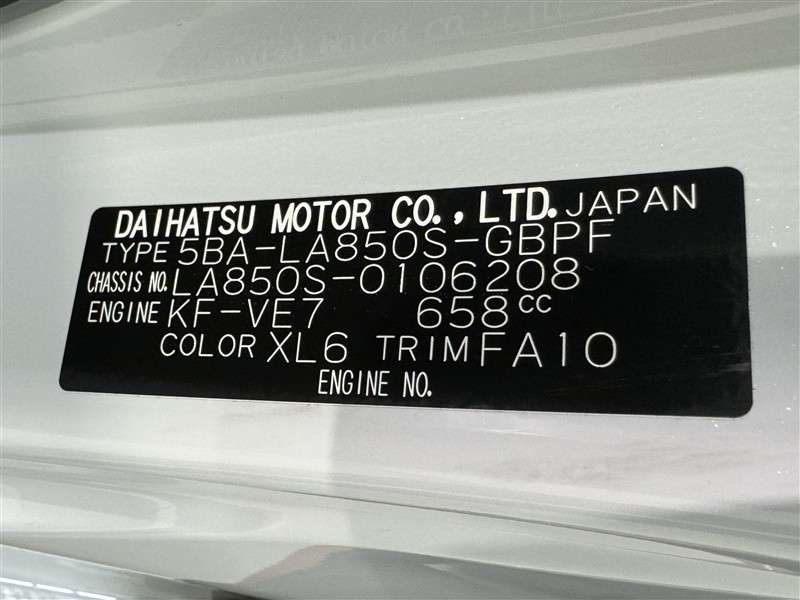 DAIHATSU MOTOR CO., LTD. JAPAN
TYPE 5BA-LA850S-GBPF
CHASSIS NO. LA850S-0106208
ENGINE KF-VE7 658cc
COLOR XL6 TRIM FA10
ENGINE NO.